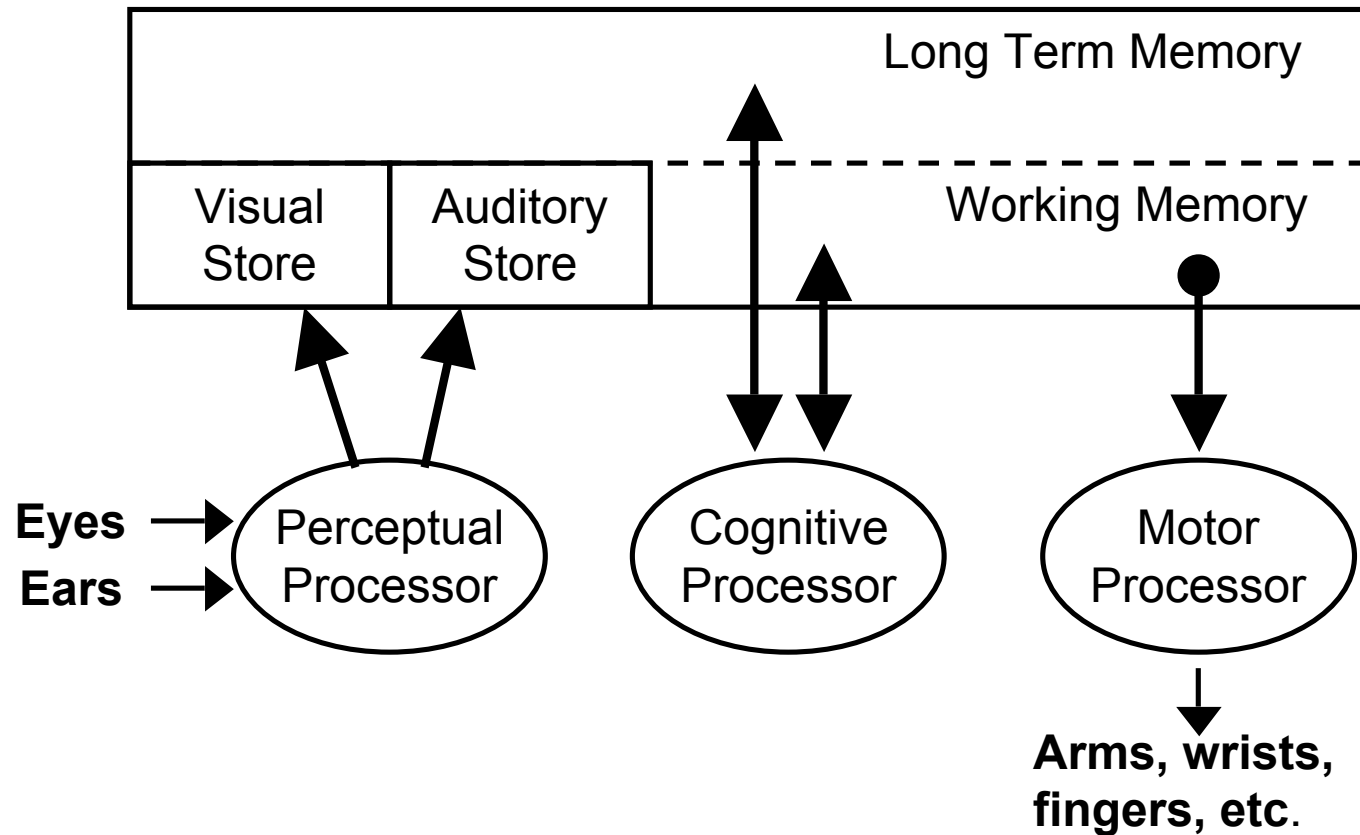 Long Term Memory
Visual
Store
Auditory
Store
Working Memory
Eyes
Ears
Perceptual
Processor
Cognitive
Processor
Motor
Processor
Arms, wrists,
fingers, etc.